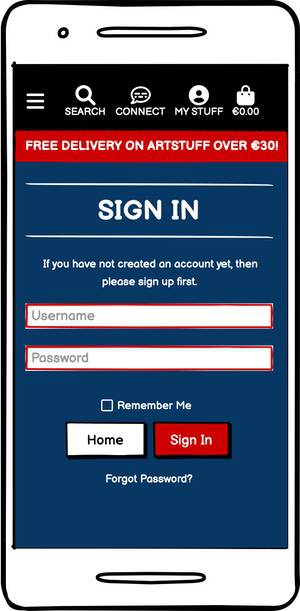 SEARCH CONNECT MY STUFF €0.00
FREE DELIVERY ON ARTSTUFF OVER €30!
SIGN IN
If you have not created an account yet, then
please sign up first.
Username
Password
Remember Me
Home Sign In
Forgot Password?